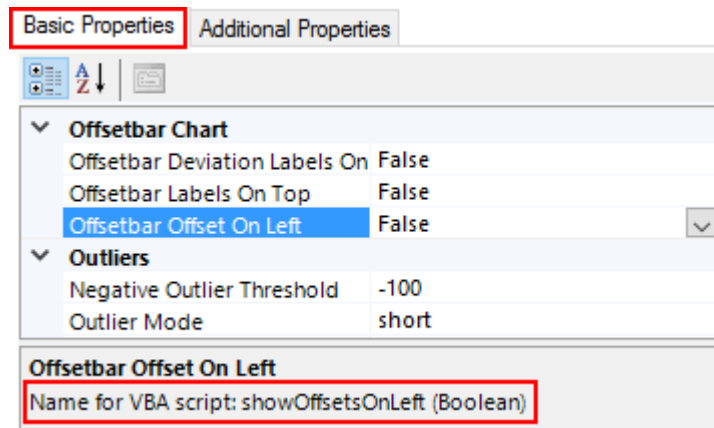 Basic Properties Additional Properties
A
Z
Offsetbar Chart
Offsetbar Deviation Labels On False
Offsetbar Labels On Top False
Offsetbar Offset On Left False
Outliers
Negative Outlier Threshold -100
Outlier Mode short
Offsetbar Offset On Left
Name for VBA script: showOffsetsOnLeft (Boolean)